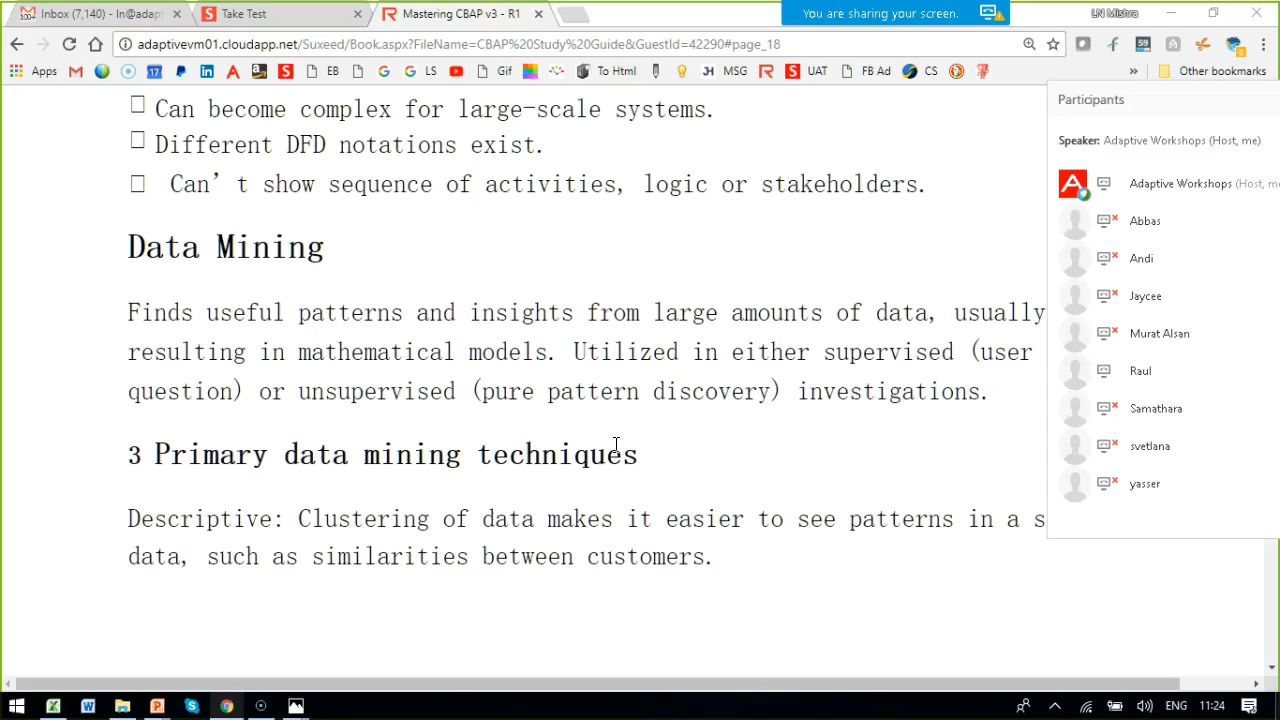 Inbox (7,140) - ln@adapt
Take Test
Mastering CBAP v3 - R1
You are sharing your screen.
LN Mishra
adaptivevm01.cloudapp.net/Suxeed/Book.aspx?FileName=CBAP%20Study%20Guide&GuestId=42290#page_18
59
Apps
17
EB
LS
Gif
To Html
JH
MSG
UAT
FB Ad
CS
»
Other bookmarks
Can become complex for large-scale systems.
Different DFD notations exist.
Can't show sequence of activities, logic or stakeholders.
Data Mining
Finds useful patterns and insights from large amounts of data, usually
resulting in mathematical models. Utilized in either supervised (user
question) or unsupervised (pure pattern discovery) investigations.
3 Primary data mining techniques
Descriptive: Clustering of data makes it easier to see patterns in a s
data, such as similarities between customers.
Participants
Speaker: Adaptive Workshops (Host, me)
Adaptive Workshops (Host, me
Abbas
Andi
Jaycee
Murat Alsan
Raul
Samathara
svetlana
yasser
ENG
11:24